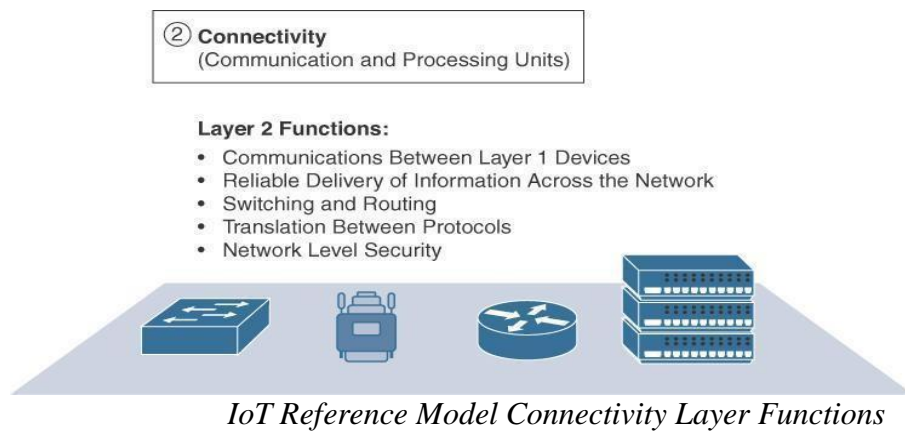 ② Connectivity
(Communication and Processing Units)
Layer 2 Functions:
• Communications Between Layer 1 Devices
• Reliable Delivery of Information Across the Network
• Switching and Routing
• Translation Between Protocols
• Network Level Security
IoT Reference Model Connectivity Layer Functions